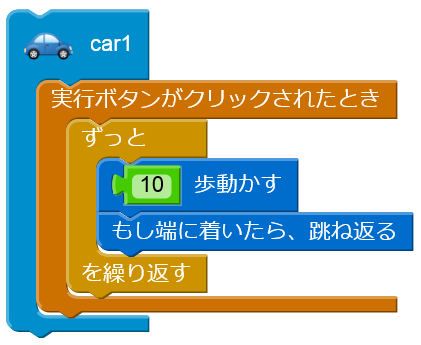 car1
実行ボタンがクリックされたとき
ずっと
10 歩動かす
もし端に着いたら、跳ね返る
を繰り返す